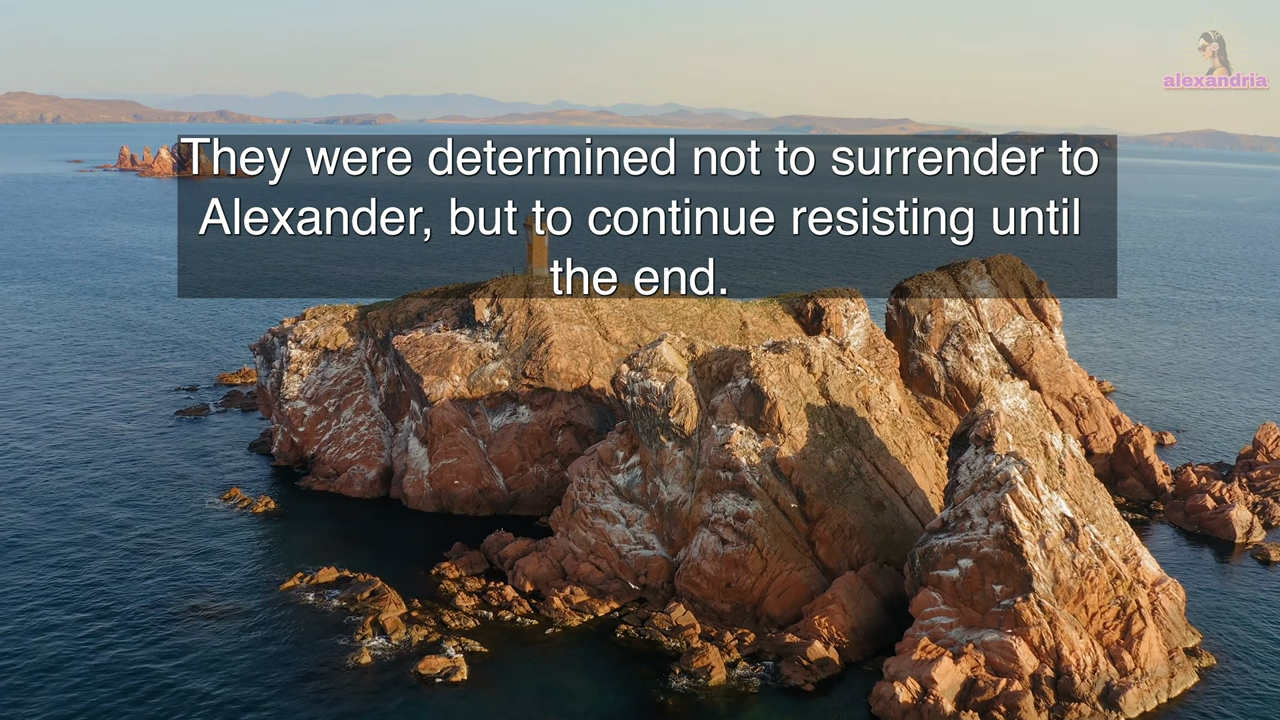 alexandria
They were determined not to surrender to
Alexander, but to continue resisting until
the end.